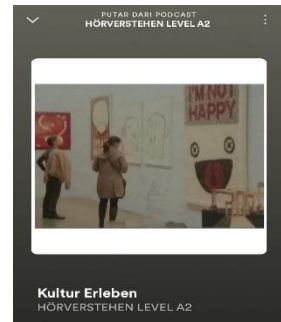 PUTAR DARI PODCAST
HÖRVERSTEHEN LEVEL A2
I'M NOT
HAPPY
Kultur Erleben
HÖRVERSTEHEN LEVEL A2